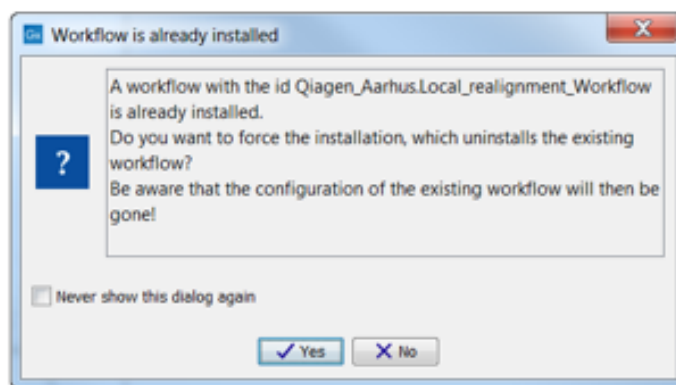 Workflow is already installed
A workflow with the id Qiagen_Aarhus.Local_realignment_Workflow
is already installed.
Do you want to force the installation, which uninstalls the existing
workflow?
Be aware that the configuration of the existing workflow will then be
gone!
?
Never show this dialog again
Yes
No